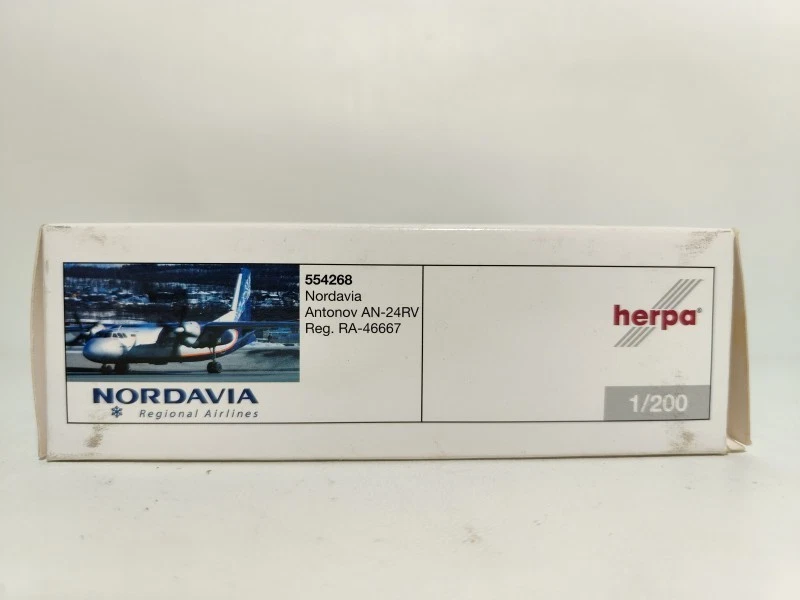 554268
Nordavia
Antonov AN-24RV
Reg. RA-46667
NORDAVIA
Regional Airlines
herpa®
1/200